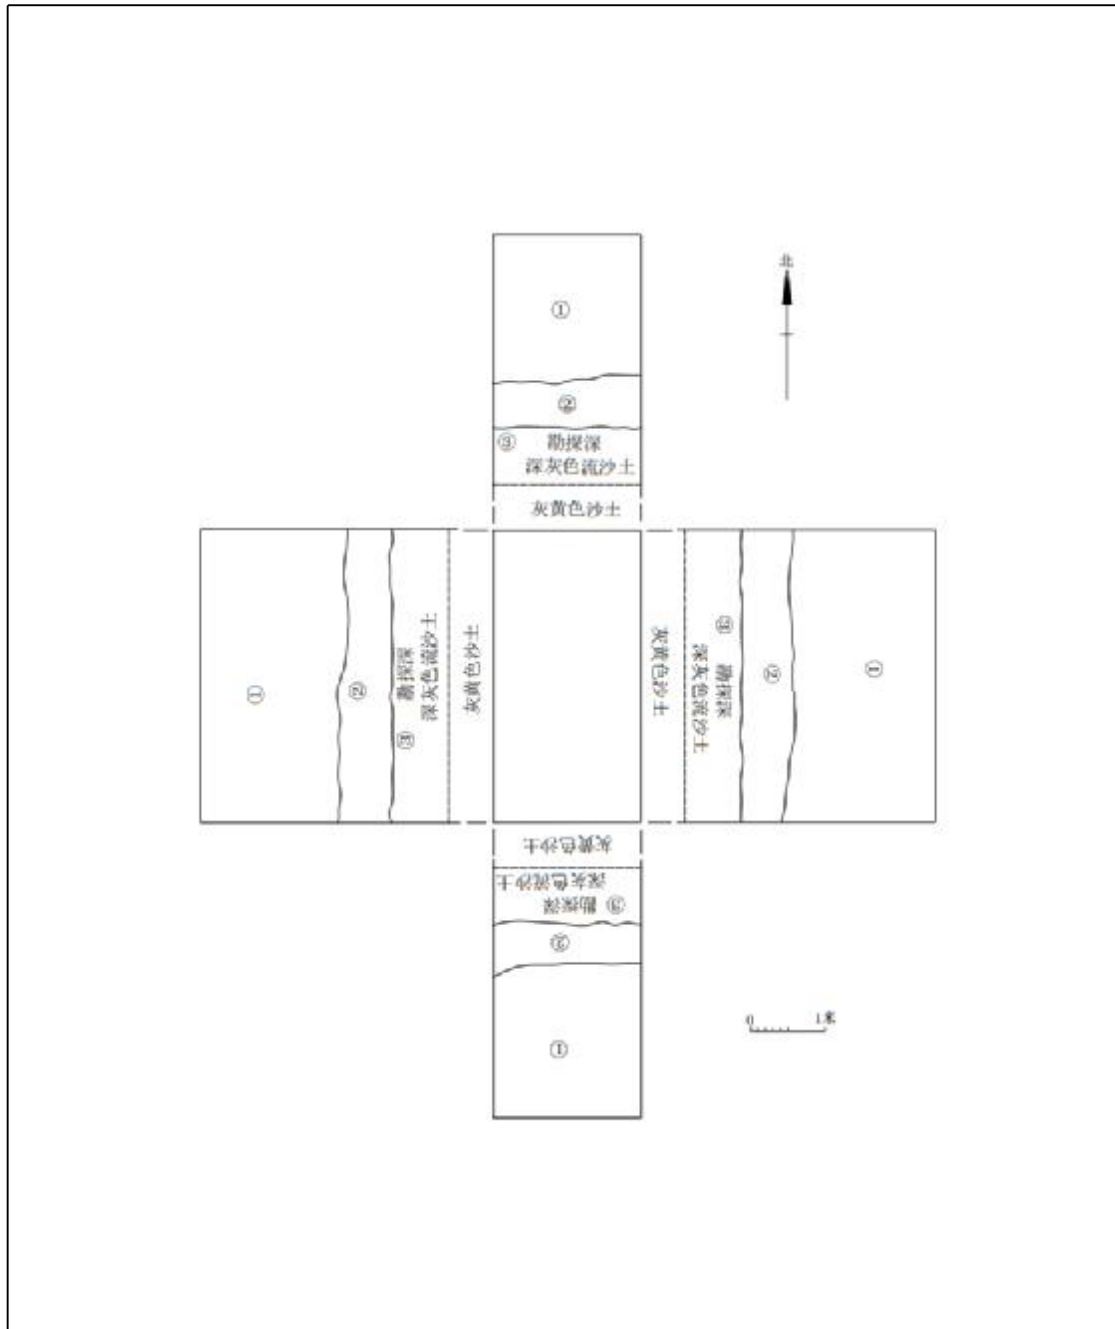 北
①
②
③ 勘探深
深灰色流沙土
灰黄色沙土
①
②
③ 勘探深
深灰色流沙土
灰黄色沙土
灰黄色沙土
深灰色流沙土
③ 勘探深
②
①
灰黄色沙土
深灰色流沙土
③ 勘探深
②
①
0 1米